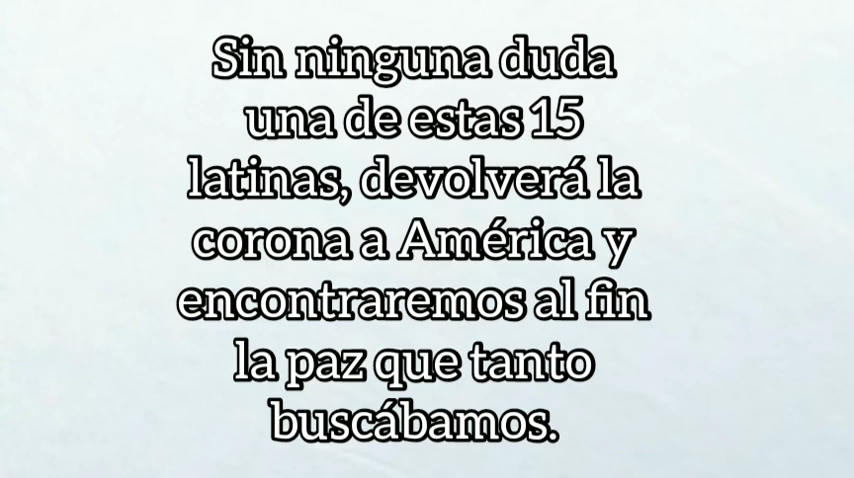 Sin ninguna duda
una de estas 15
latinas, devolverá la
corona a América y
encontraremos al fin
la paz que tanto
buscábamos.